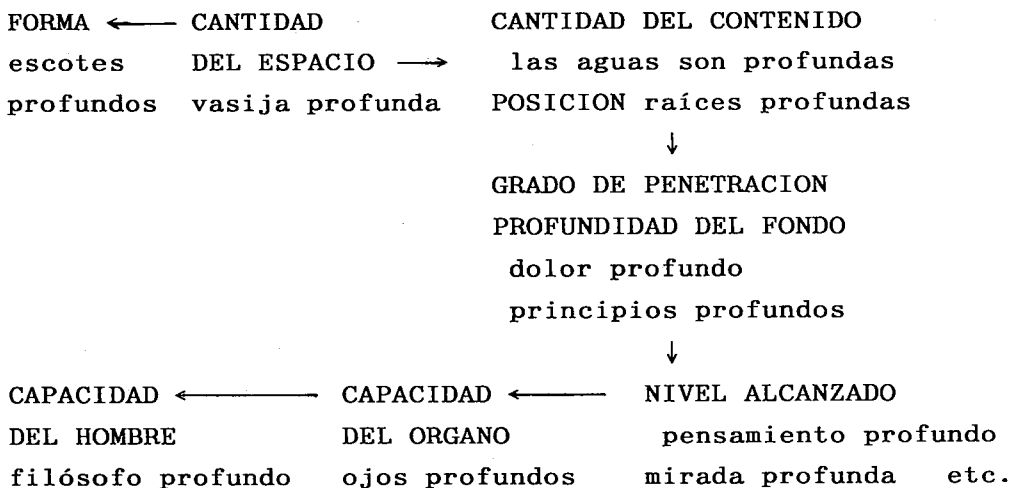 FORMA ← CANTIDAD CANTIDAD DEL CONTENIDO
escotes DEL ESPACIO → las aguas son profundas
profundos vasija profunda POSICION raíces profundas
↓
GRADO DE PENETRACION
PROFUNDIDAD DEL FONDO
dolor profundo
principios profundos
↓
CAPACIDAD ← CAPACIDAD ← NIVEL ALCANZADO
DEL HOMBRE DEL ORGANO pensamiento profundo
filósofo profundo ojos profundos mirada profunda etc.